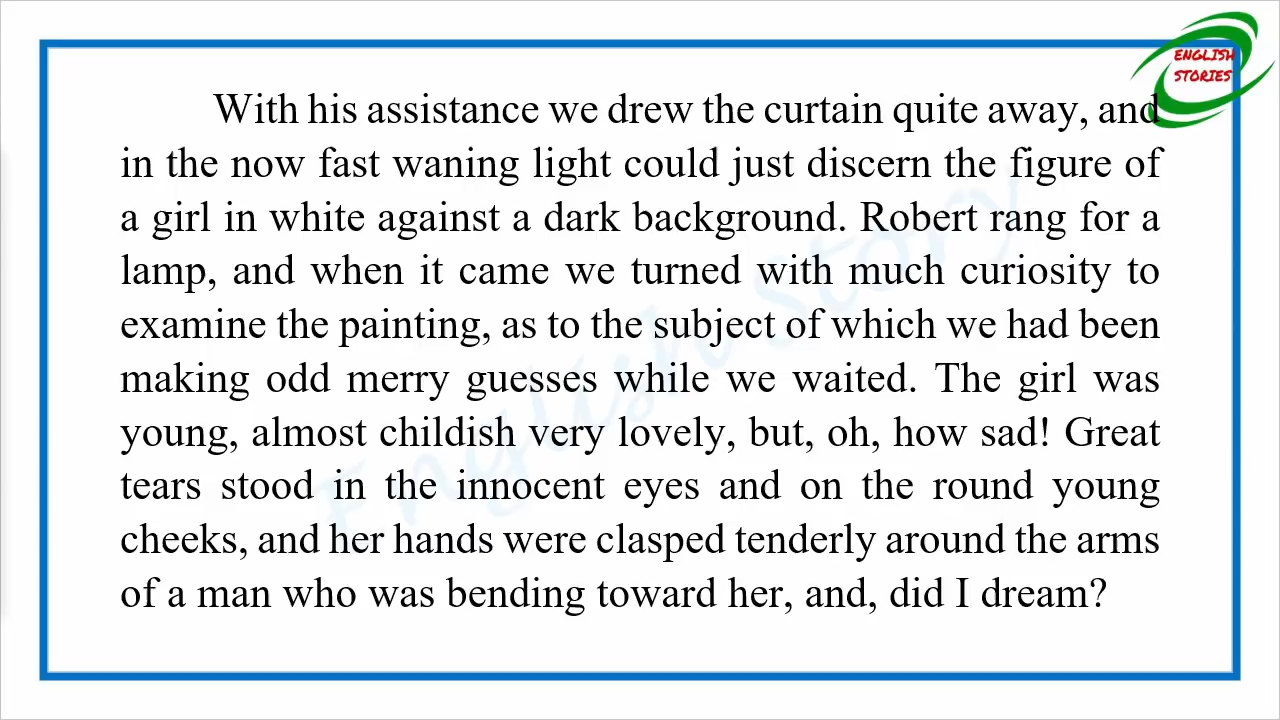 ENGLISH
STORIES
With his assistance we drew the curtain quite away, and
in the now fast waning light could just discern the figure of
a girl in white against a dark background. Robert rang for a
lamp, and when it came we turned with much curiosity to
examine the painting, as to the subject of which we had been
making odd merry guesses while we waited. The girl was
young, almost childish very lovely, but, oh, how sad! Great
tears stood in the innocent eyes and on the round young
cheeks, and her hands were clasped tenderly around the arms
of a man who was bending toward her, and, did I dream?
English Story